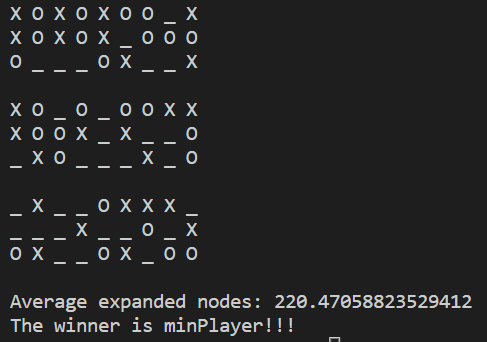 X O X O X O O _ X
X O X O X _ O O O
O _ _ _ O X _ _ X
X O _ O _ O O X X
X O O X _ X _ _ O
_ X O _ _ _ X _ O
_ X _ _ O X X X _
_ _ _ X _ _ O _ X
O X _ _ O X _ O O
Average expanded nodes: 220.47058823529412
The winner is minPlayer!!!